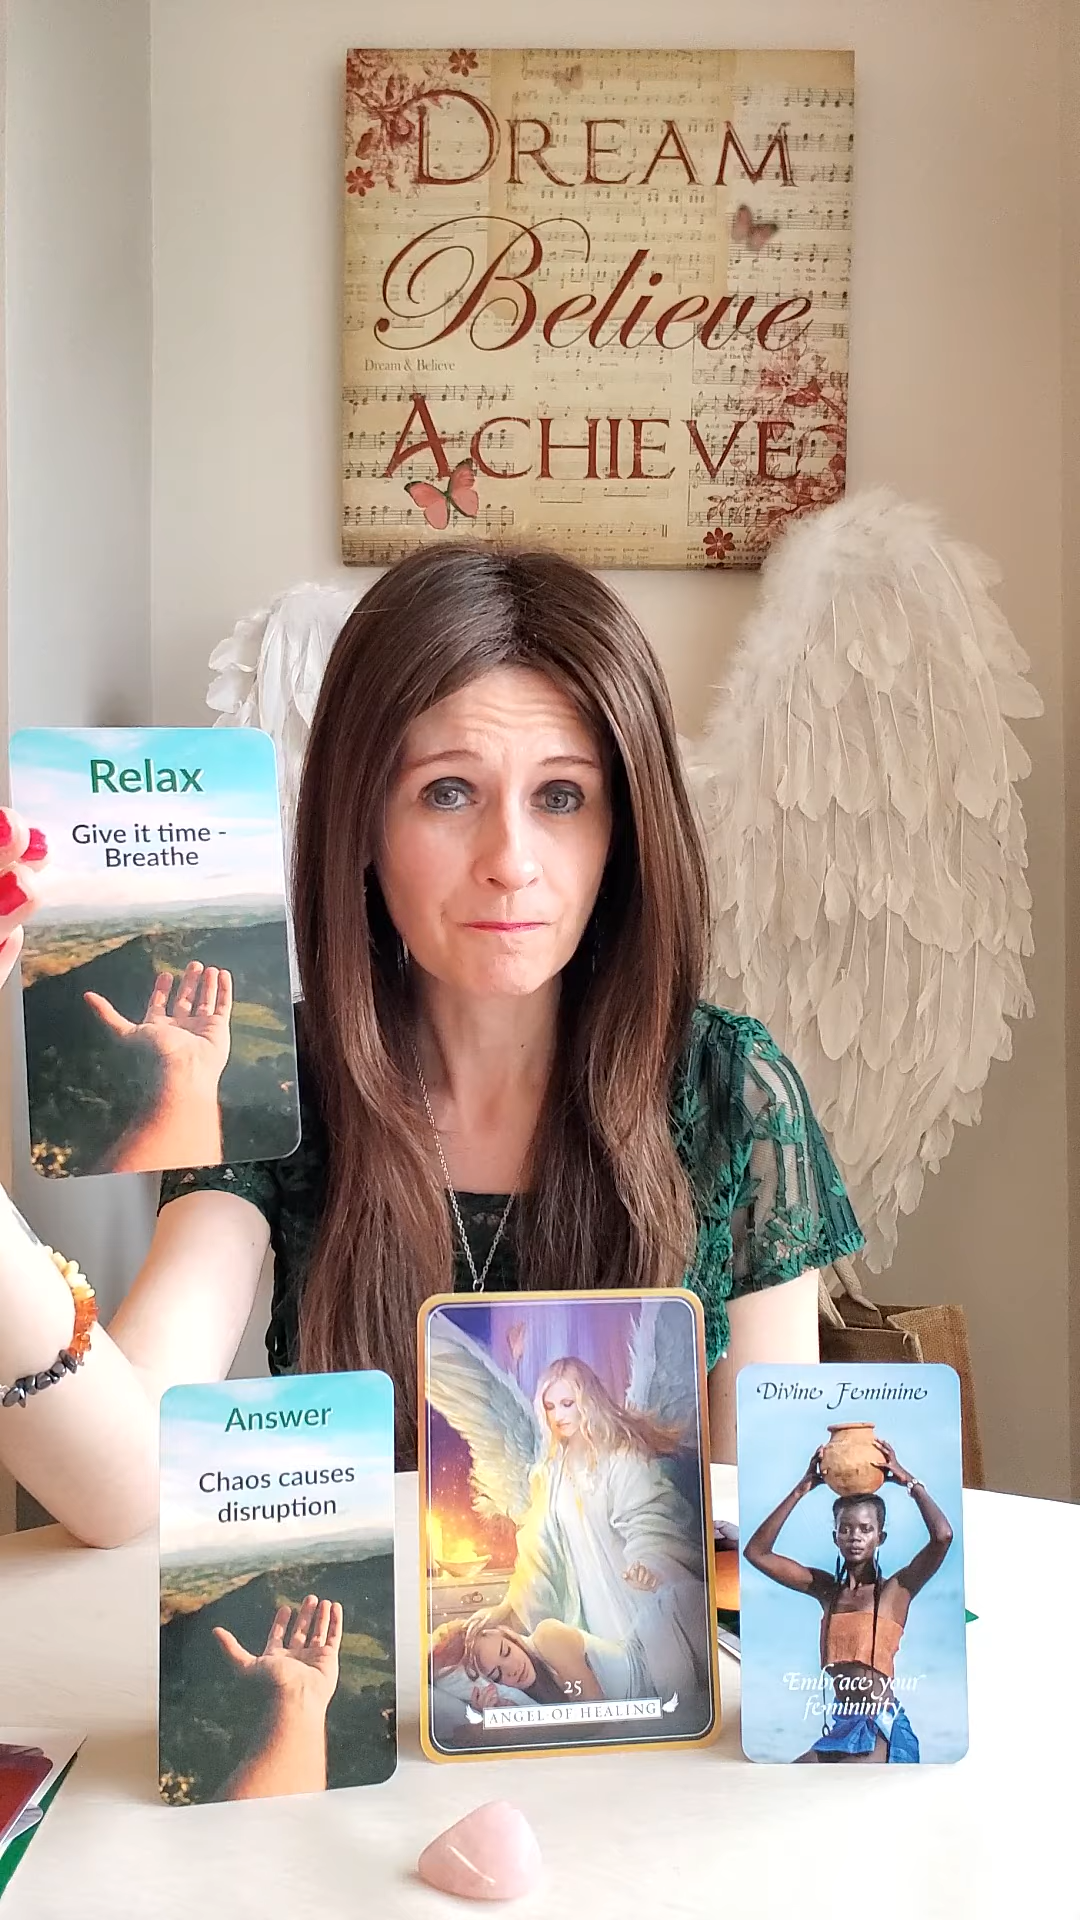 DREAM
Believe
Dream & Believe
ACHIEVE
Relax
Give it time -
Breathe
Answer
Chaos causes
disruption
25
ANGEL OF HEALING
Divine Feminine
Embrace your
femininity